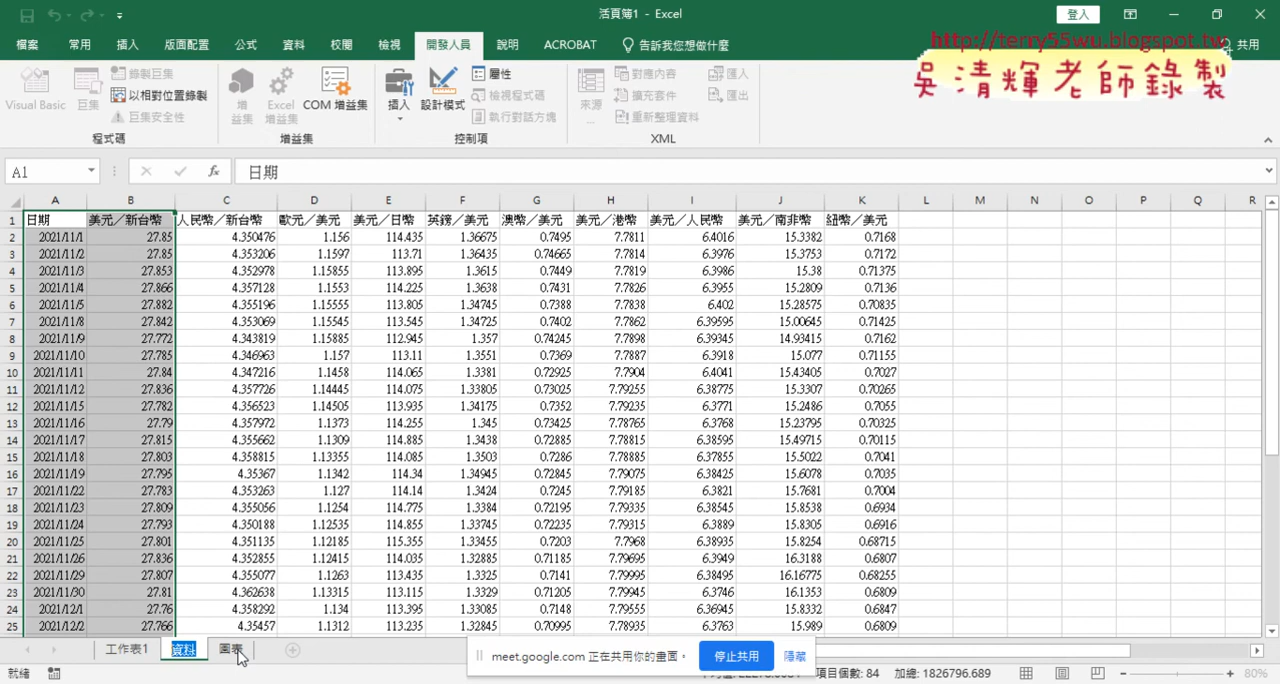 活頁簿1 - Excel
登入
檔案 常用 插入 版面配置 公式 資料 校閱 檢視 開發人員 說明 ACROBAT 告訴我您想做什麼 共用
http://terry55wu.blogspot.tw
吳清輝老師錄製
Visual Basic 巨集 錄製巨集 以相對位置錄製 巨集安全性
程式碼
增益集 Excel 增益集 COM 增益集
增益集
插入 設計模式 屬性 檢視程式碼 執行對話方塊
控制項
來源... 對應內容 擴充套件 重新整理資料 匯入 匯出
XML
A1 fx 日期
A B C D E F G H I J K L M N O P Q R
1 日期 美元／新台幣 人民幣／新台幣 歐元／美元 美元／日幣 英鎊／美元 澳幣／美元 美元／港幣 美元／人民幣 美元／南非幣 紐幣／美元
2 2021/11/1 27.85 4.350476 1.156 114.435 1.36675 0.7495 7.7811 6.4016 15.3382 0.7168
3 2021/11/2 27.85 4.353206 1.1597 113.71 1.36435 0.74665 7.7814 6.3976 15.3753 0.7172
4 2021/11/3 27.853 4.352978 1.15855 113.895 1.3615 0.7449 7.7819 6.3986 15.38 0.71375
5 2021/11/4 27.866 4.357128 1.1553 114.225 1.3638 0.7431 7.7826 6.3955 15.2809 0.7136
6 2021/11/5 27.882 4.355196 1.15555 113.805 1.34745 0.7388 7.7838 6.402 15.28575 0.70835
7 2021/11/8 27.842 4.353069 1.15545 113.545 1.34725 0.7402 7.7862 6.39595 15.00645 0.71425
8 2021/11/9 27.772 4.343819 1.15885 112.945 1.357 0.74245 7.7898 6.39345 14.93415 0.7162
9 2021/11/10 27.785 4.346963 1.157 113.11 1.3551 0.7369 7.7887 6.3918 15.077 0.71155
10 2021/11/11 27.84 4.347216 1.1458 114.065 1.3381 0.72925 7.7904 6.4041 15.43405 0.7027
11 2021/11/12 27.836 4.357726 1.14445 114.075 1.33805 0.73025 7.79255 6.38775 15.3307 0.70265
12 2021/11/15 27.782 4.356523 1.14505 113.935 1.34175 0.7352 7.79235 6.3771 15.2486 0.7055
13 2021/11/16 27.79 4.357972 1.1373 114.255 1.345 0.73425 7.78765 6.3768 15.23795 0.70325
14 2021/11/17 27.815 4.355662 1.1309 114.885 1.3438 0.72885 7.78815 6.38595 15.49715 0.70115
15 2021/11/18 27.803 4.358815 1.13355 114.085 1.3503 0.7286 7.78885 6.37855 15.5022 0.7041
16 2021/11/19 27.795 4.35367 1.1342 114.34 1.34945 0.72845 7.79075 6.38425 15.6078 0.7035
17 2021/11/22 27.783 4.353263 1.127 114.14 1.3424 0.7245 7.79185 6.3821 15.7681 0.7004
18 2021/11/23 27.809 4.355056 1.1254 114.775 1.3384 0.72195 7.79335 6.38545 15.8538 0.6934
19 2021/11/24 27.793 4.350188 1.12535 114.855 1.33745 0.72235 7.79315 6.3889 15.8305 0.6916
20 2021/11/25 27.801 4.351135 1.12185 115.355 1.33455 0.7203 7.7968 6.38935 15.8254 0.68715
21 2021/11/26 27.836 4.352855 1.12415 114.035 1.32885 0.71185 7.79695 6.3949 16.3188 0.6807
22 2021/11/29 27.807 4.355077 1.1263 113.435 1.3325 0.7141 7.79995 6.38495 16.16775 0.68255
23 2021/11/30 27.81 4.362638 1.13315 113.115 1.3329 0.71205 7.79945 6.3746 16.1353 0.6809
24 2021/12/1 27.76 4.358292 1.134 113.395 1.33085 0.7148 7.79555 6.36945 15.8332 0.6847
25 2021/12/2 27.766 4.35457 1.1312 113.235 1.32845 0.70995 7.79135 6.3763 15.989 0.6809
工作表1 資料 圖表
meet.google.com 正在共用你的畫面。 停止共用 隱藏
就緒 項目個數: 84 加總: 1826796.689 80%